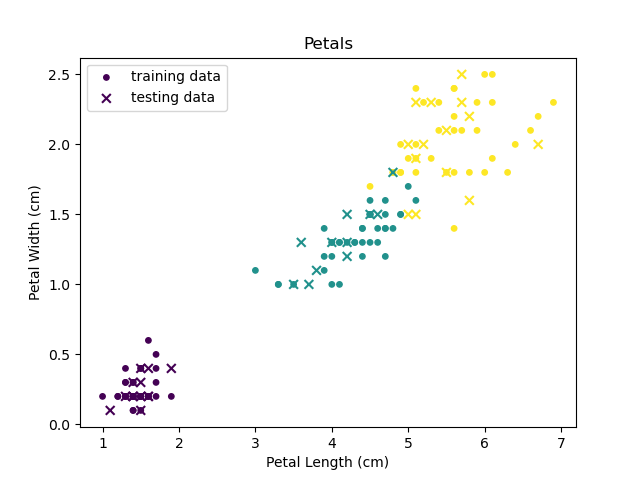 Petals
training data
testing data
Petal Width (cm)
2.5
2.0
1.5
1.0
0.5
0.0
1 2 3 4 5 6 7
Petal Length (cm)